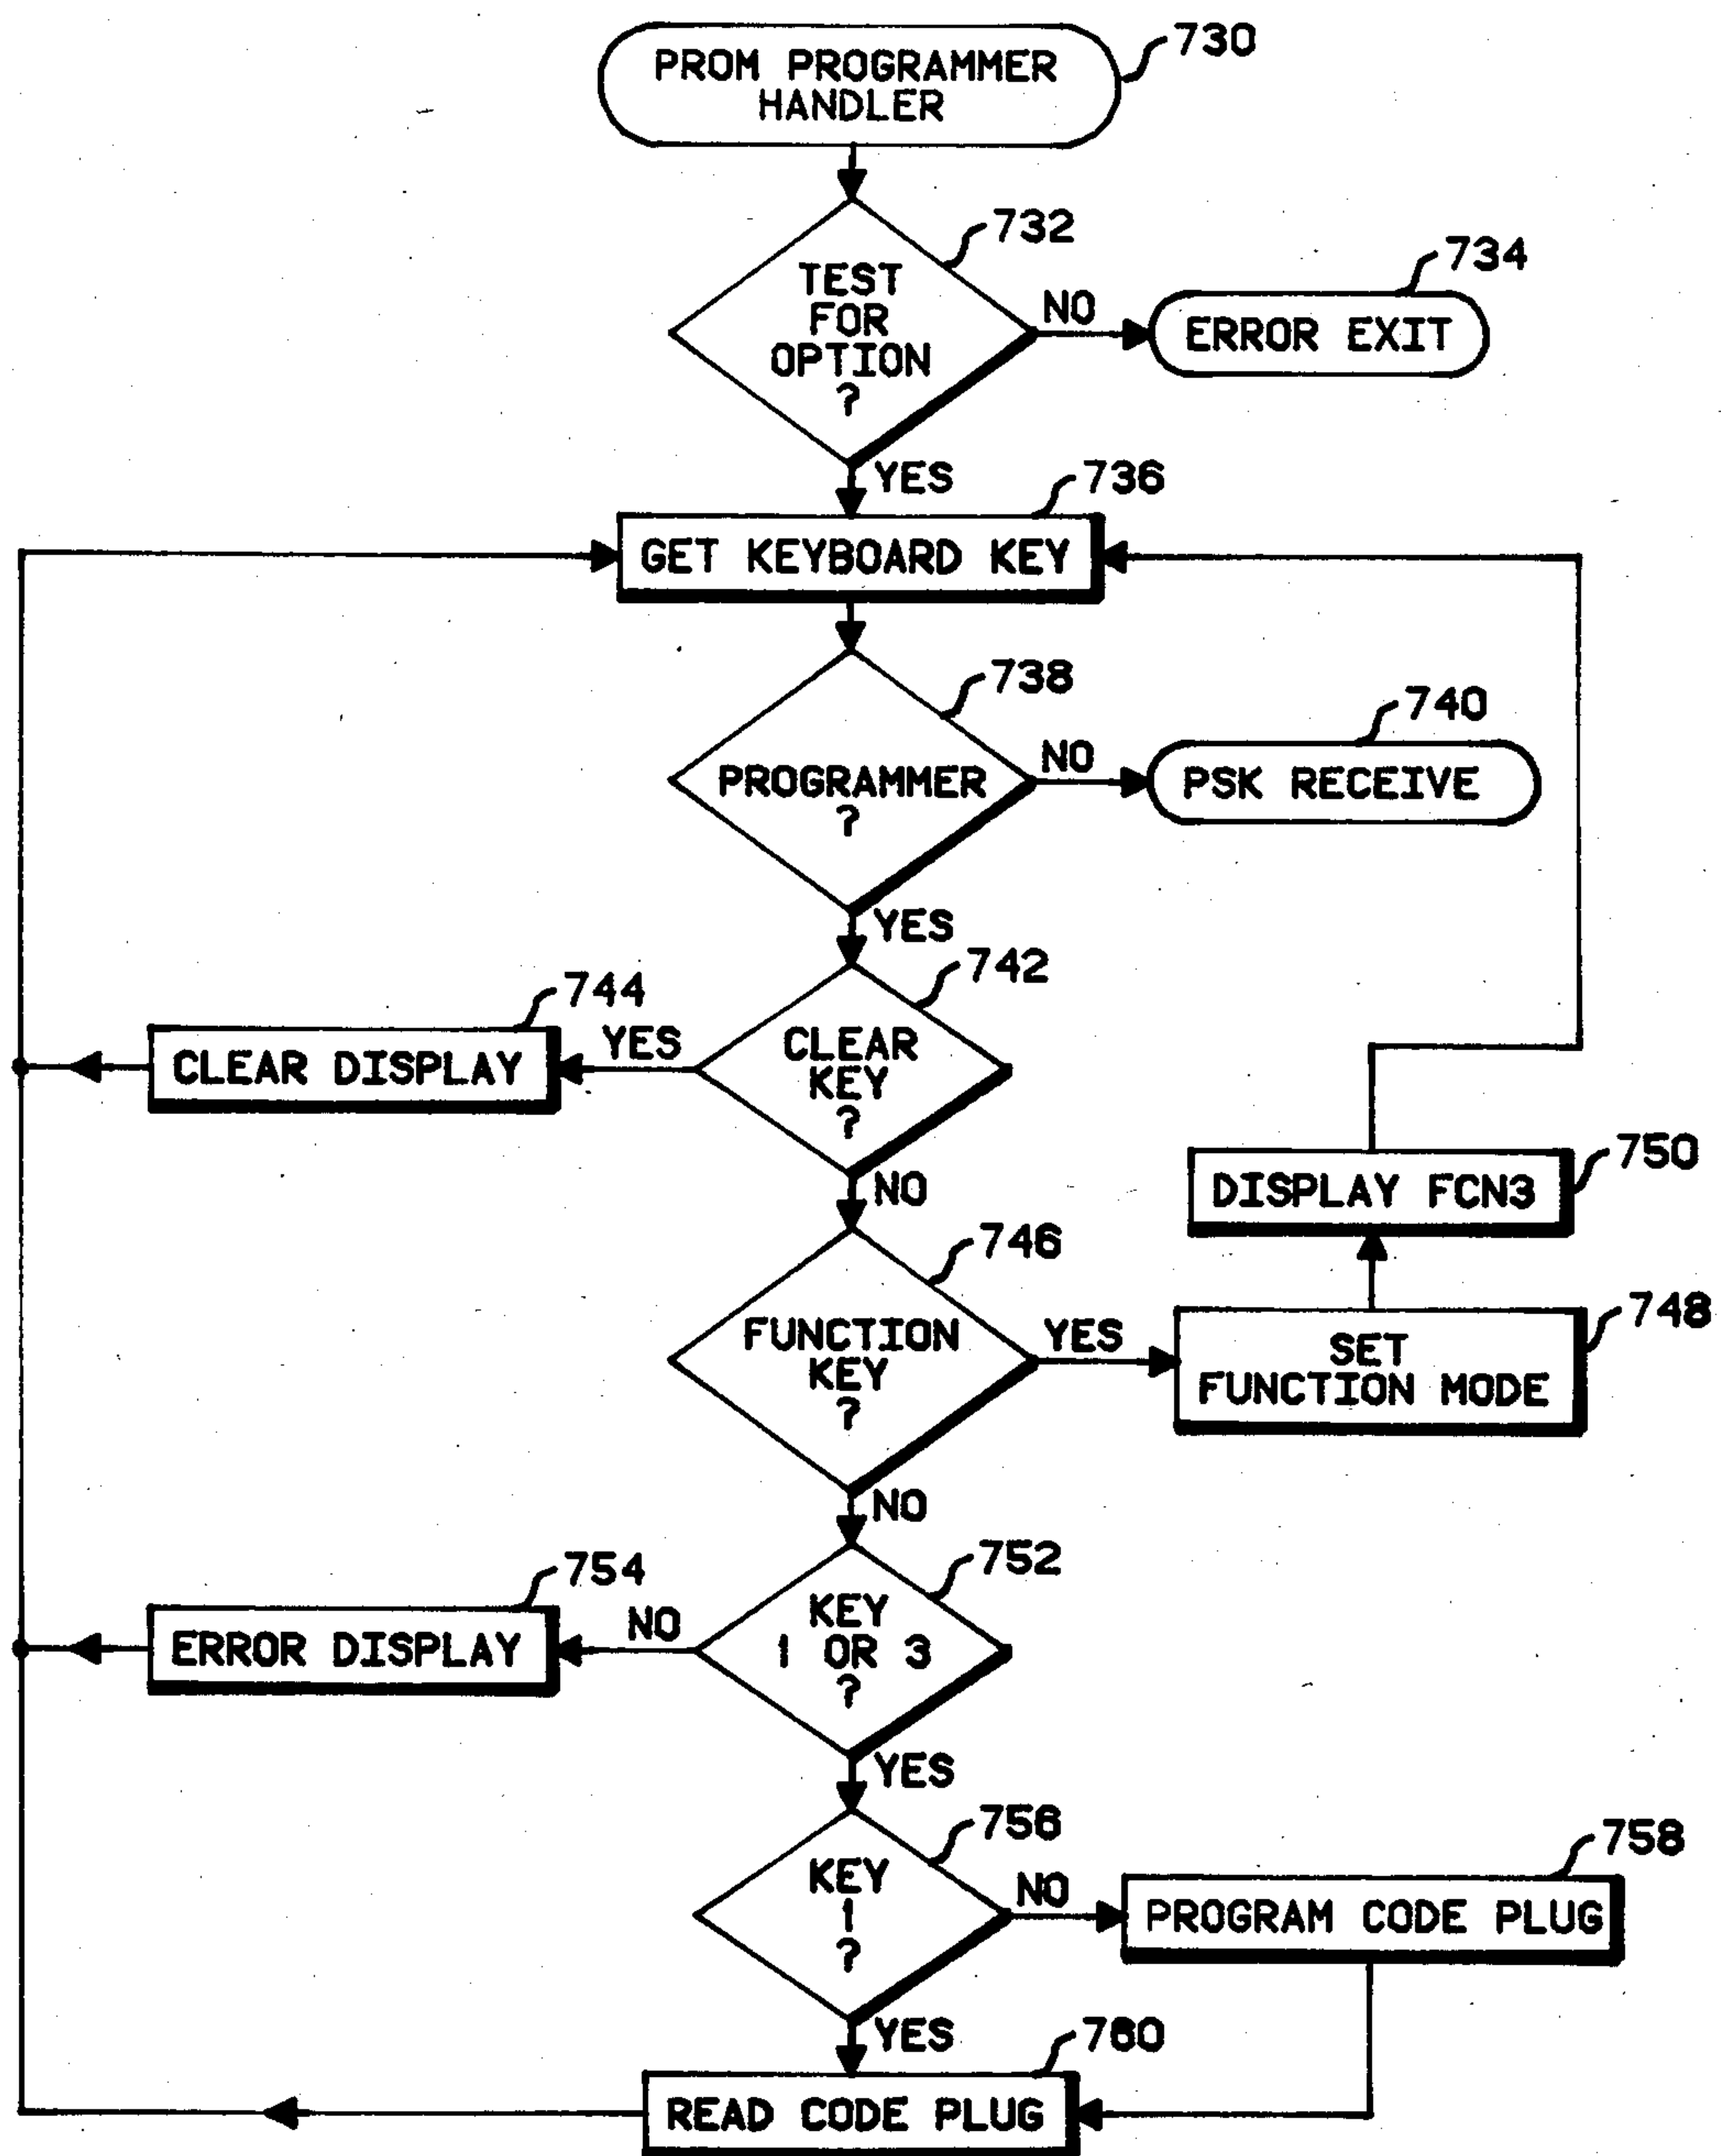 PROM PROGRAMMER
HANDLER
730
TEST
FOR
OPTION
?
732
NO
ERROR EXIT
734
YES
GET KEYBOARD KEY
736
PROGRAMMER
?
738
NO
PSK RECEIVE
740
YES
CLEAR
KEY
?
742
YES
CLEAR DISPLAY
744
NO
FUNCTION
KEY
?
746
YES
SET
FUNCTION MODE
748
DISPLAY FCN3
750
NO
KEY
1 OR 3
?
752
NO
ERROR DISPLAY
754
YES
KEY
1
?
756
NO
PROGRAM CODE PLUG
758
YES
READ CODE PLUG
760